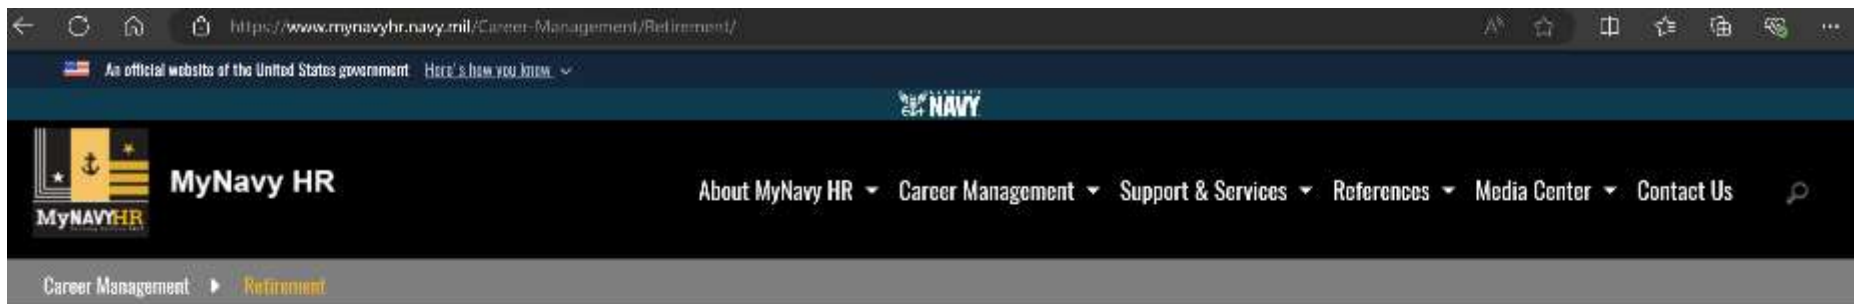 https://www.mynavyhr.navy.mil/Career-Management/Retirement/
An official website of the United States government Here's how you know
NAVY
MyNavy HR
About MyNavy HR Career Management Support & Services References Media Center Contact Us
MyNAVYHR
Career Management Retirement